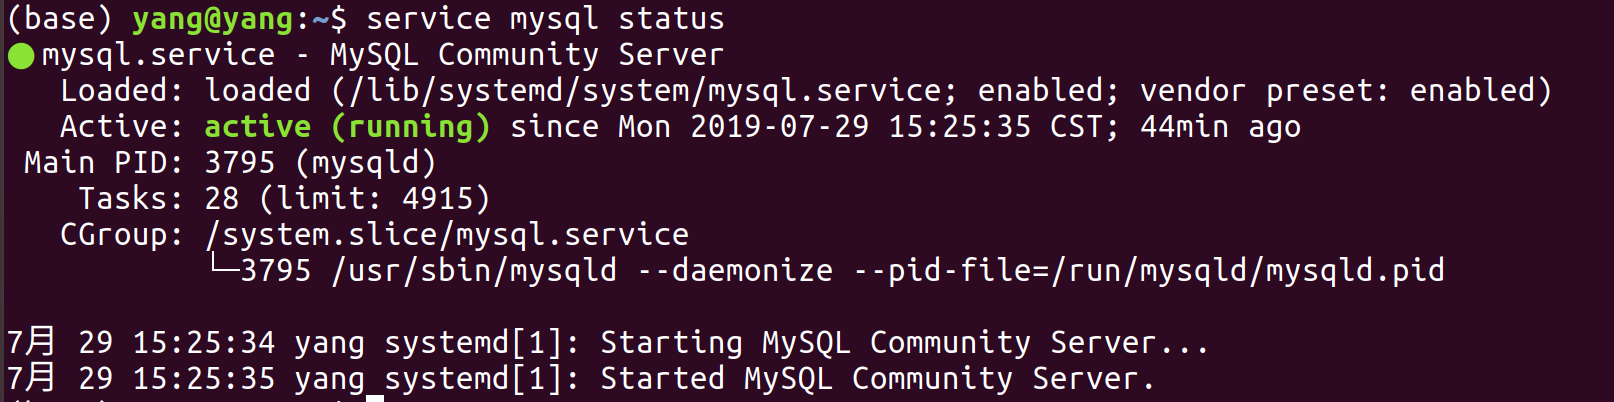 (base) yang@yang:~$ service mysql status
● mysql.service - MySQL Community Server
   Loaded: loaded (/lib/systemd/system/mysql.service; enabled; vendor preset: enabled)
   Active: active (running) since Mon 2019-07-29 15:25:35 CST; 44min ago
 Main PID: 3795 (mysqld)
    Tasks: 28 (limit: 4915)
   CGroup: /system.slice/mysql.service
           └─3795 /usr/sbin/mysqld --daemonize --pid-file=/run/mysqld/mysqld.pid

7月 29 15:25:34 yang systemd[1]: Starting MySQL Community Server...
7月 29 15:25:35 yang systemd[1]: Started MySQL Community Server.